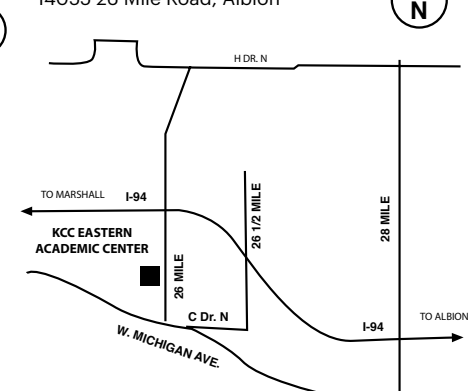 14055 26 Mile Road, Albion
N
H DR. N
TO MARSHALL
I-94
26 1/2 MILE
28 MILE
KCC EASTERN
ACADEMIC CENTER
26 MILE
C Dr. N
W. MICHIGAN AVE.
I-94
TO ALBION